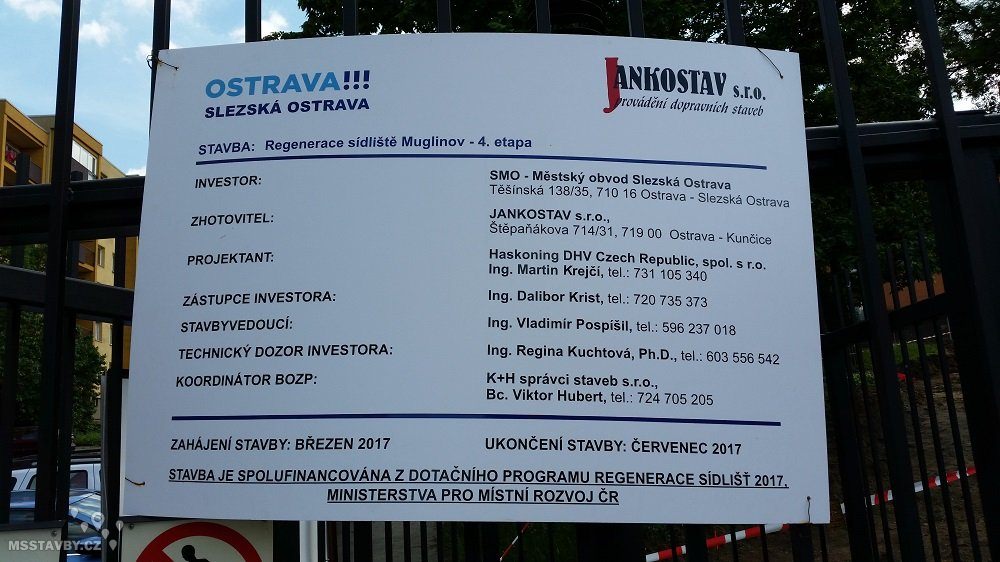 OSTRAVA!!!
SLEZSKÁ OSTRAVA
JANKOSTAV s.r.o.
provádění dopravních staveb
STAVBA: Regenerace sídliště Muglinov - 4. etapa
INVESTOR: SMO - Městský obvod Slezská Ostrava
Těšínská 138/35, 710 16 Ostrava - Slezská Ostrava
ZHOTOVITEL: JANKOSTAV s.r.o.,
Štěpaňákova 714/31, 719 00 Ostrava - Kunčice
PROJEKTANT: Haskoning DHV Czech Republic, spol. s r.o.
Ing. Martin Krejčí, tel.: 731 105 340
ZÁSTUPCE INVESTORA: Ing. Dalibor Krist, tel.: 720 735 373
STAVBYVEDOUCÍ: Ing. Vladimír Pospíšil, tel.: 596 237 018
TECHNICKÝ DOZOR INVESTORA: Ing. Regina Kuchtová, Ph.D., tel.: 603 556 542
KOORDINÁTOR BOZP: K+H správci staveb s.r.o.,
Bc. Viktor Hubert, tel.: 724 705 205
ZAHÁJENÍ STAVBY: BŘEZEN 2017 UKONČENÍ STAVBY: ČERVENEC 2017
STAVBA JE SPOLUFINANCOVÁNA Z DOTAČNÍHO PROGRAMU REGENERACE SÍDLIŠŤ 2017,
MINISTERSTVA PRO MÍSTNÍ ROZVOJ ČR
MSSTAVBY.CZ